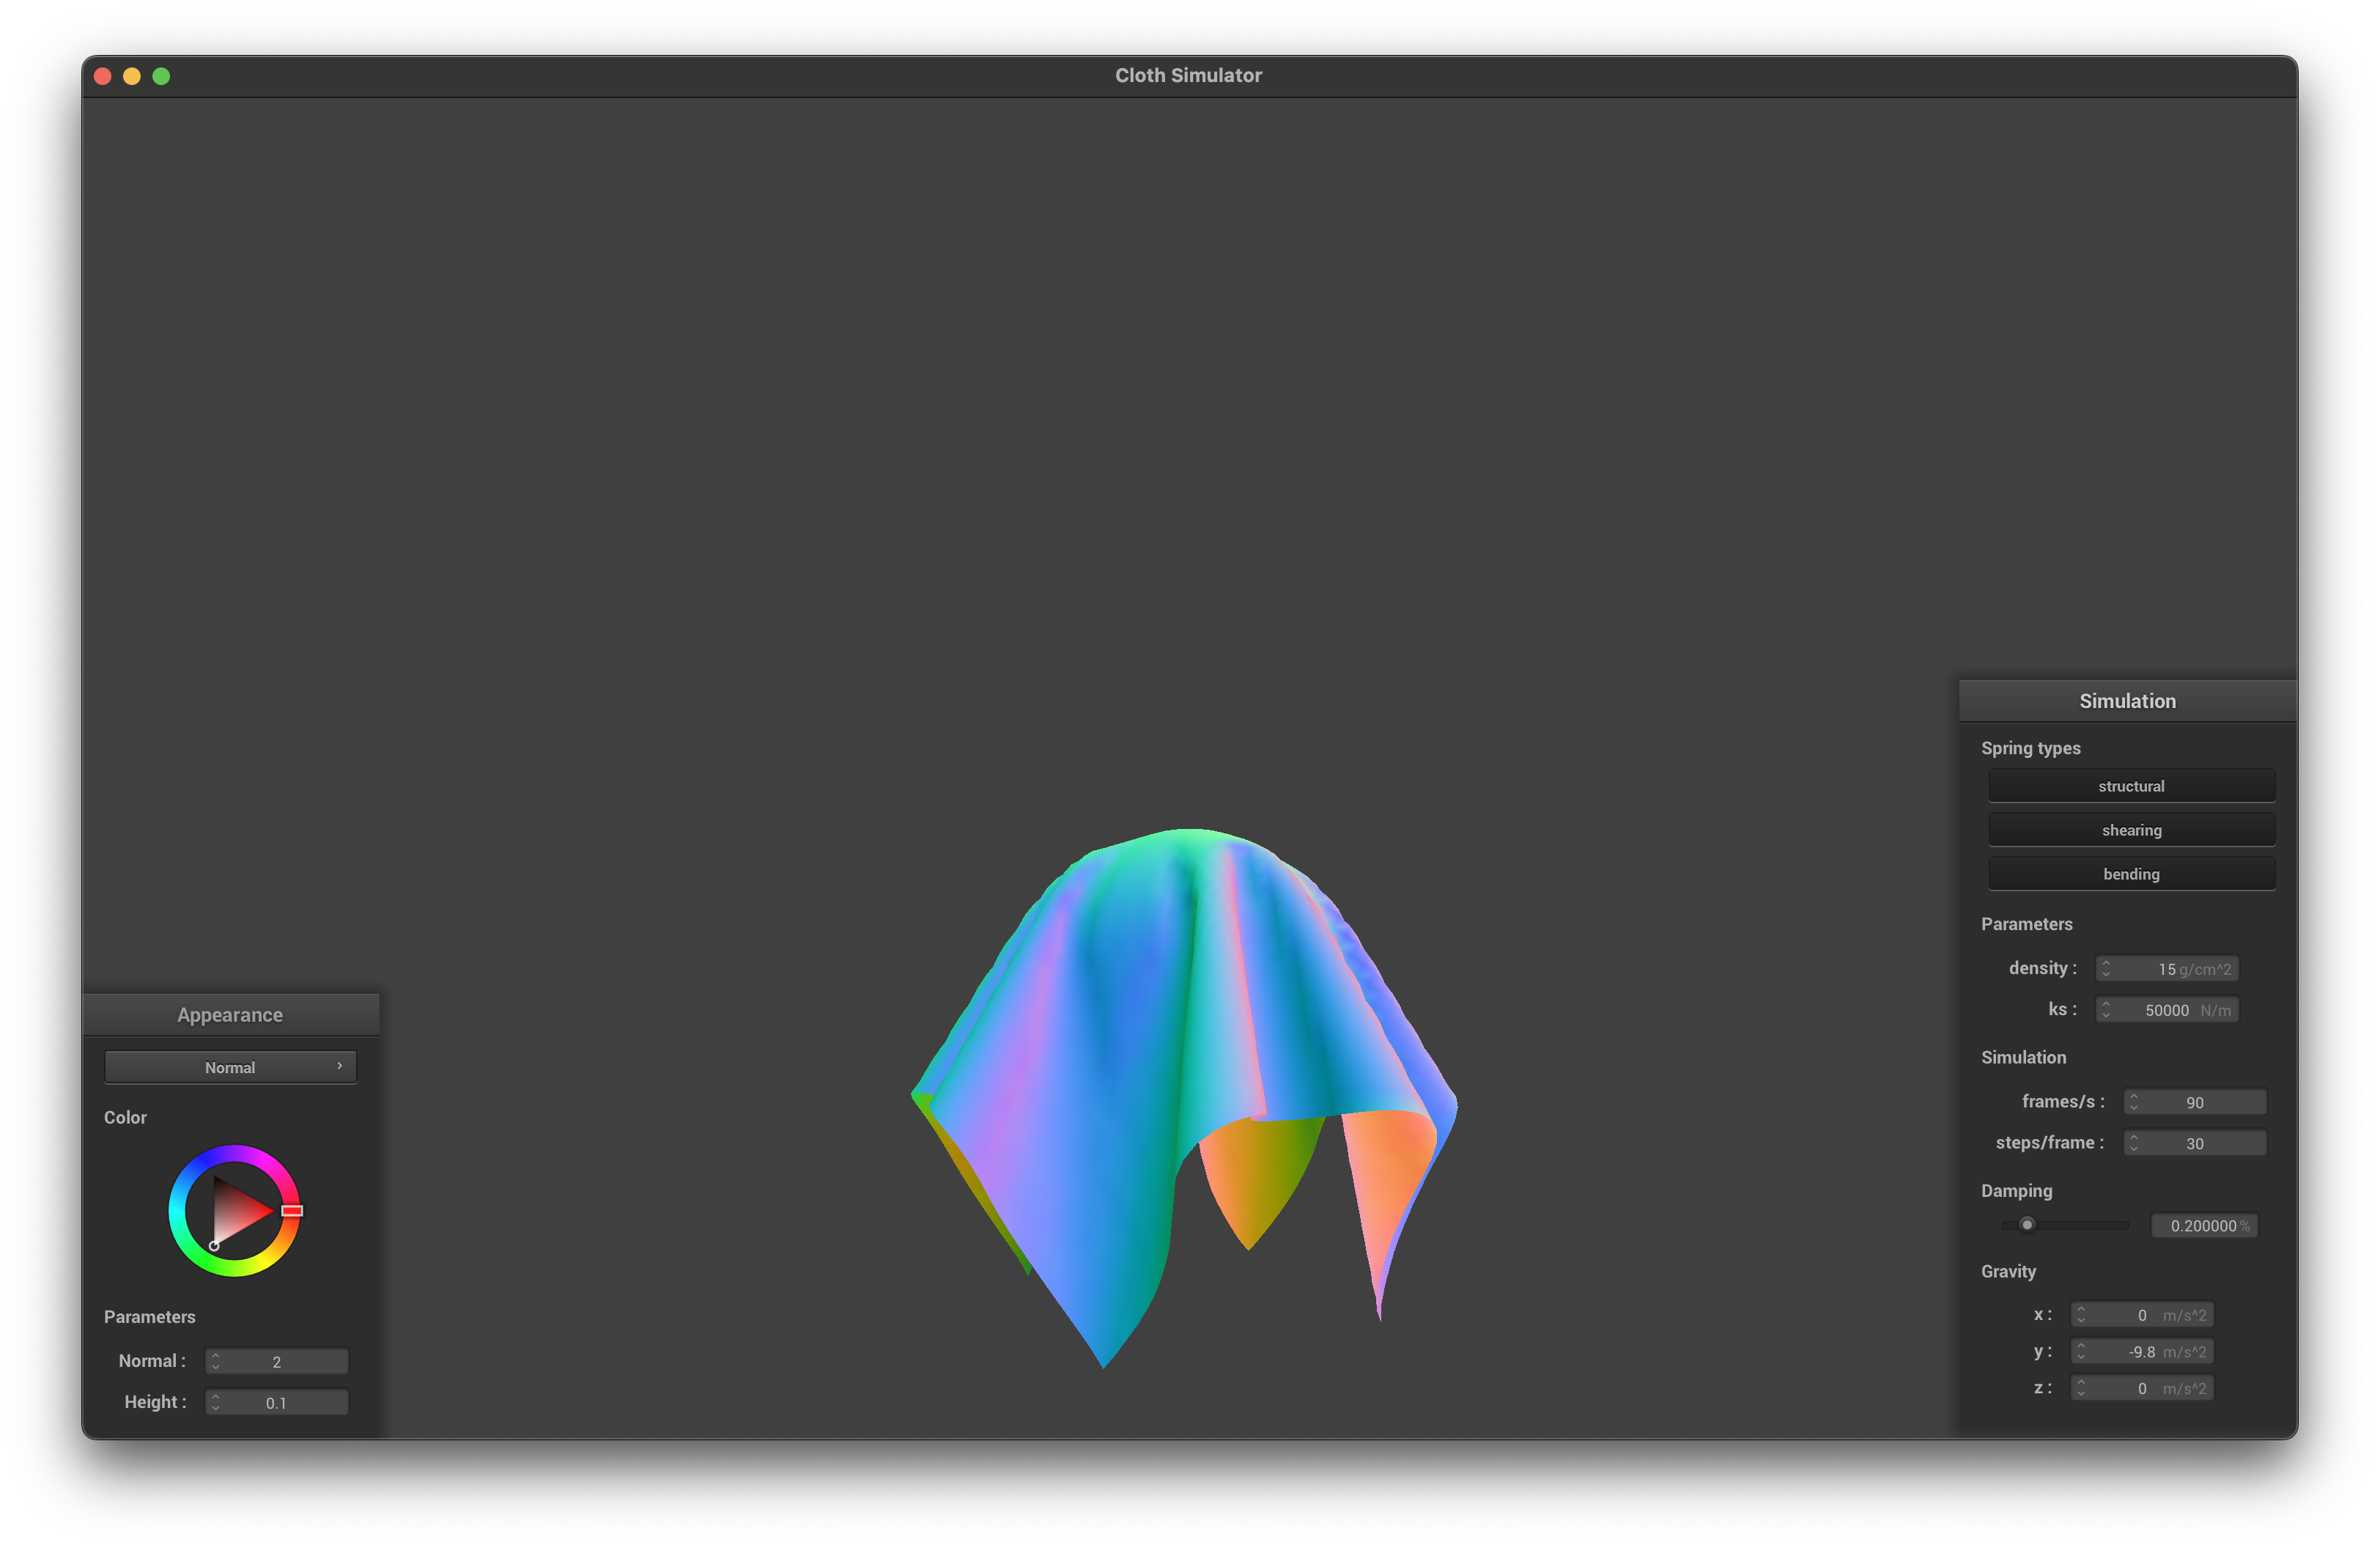 Cloth Simulator
Appearance
Normal
Color
Parameters
Normal : 2
Height : 0.1
Simulation
Spring types
structural
shearing
bending
Parameters
density : 15 g/cm^2
ks : 50000 N/m
Simulation
frames/s : 90
steps/frame : 30
Damping
0.200000 %
Gravity
x : 0 m/s^2
y : -9.8 m/s^2
z : 0 m/s^2